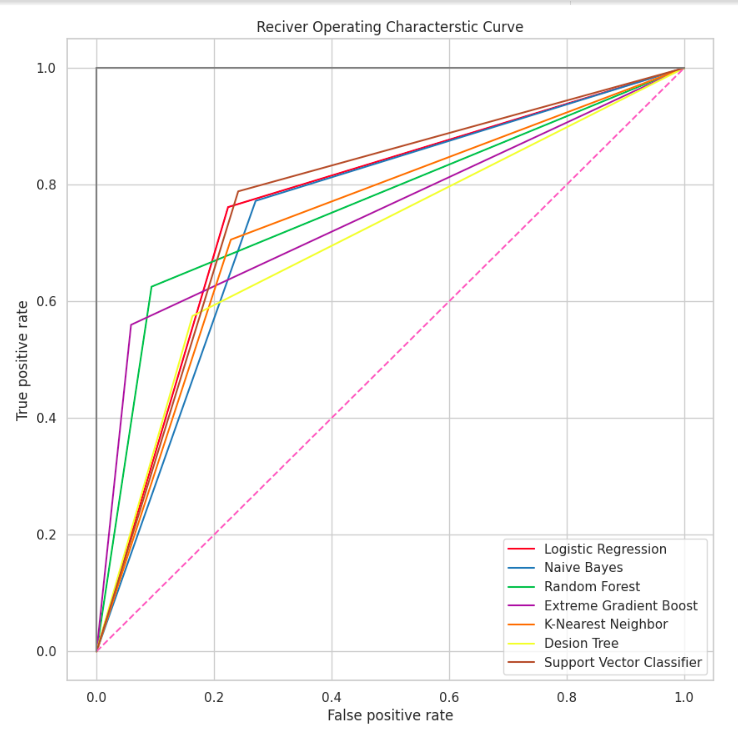 Reciver Operating Characterstic Curve
True positive rate
1.0
0.8
0.6
0.4
0.2
0.0
0.0 0.2 0.4 0.6 0.8 1.0
False positive rate
Logistic Regression
Naive Bayes
Random Forest
Extreme Gradient Boost
K-Nearest Neighbor
Desion Tree
Support Vector Classifier